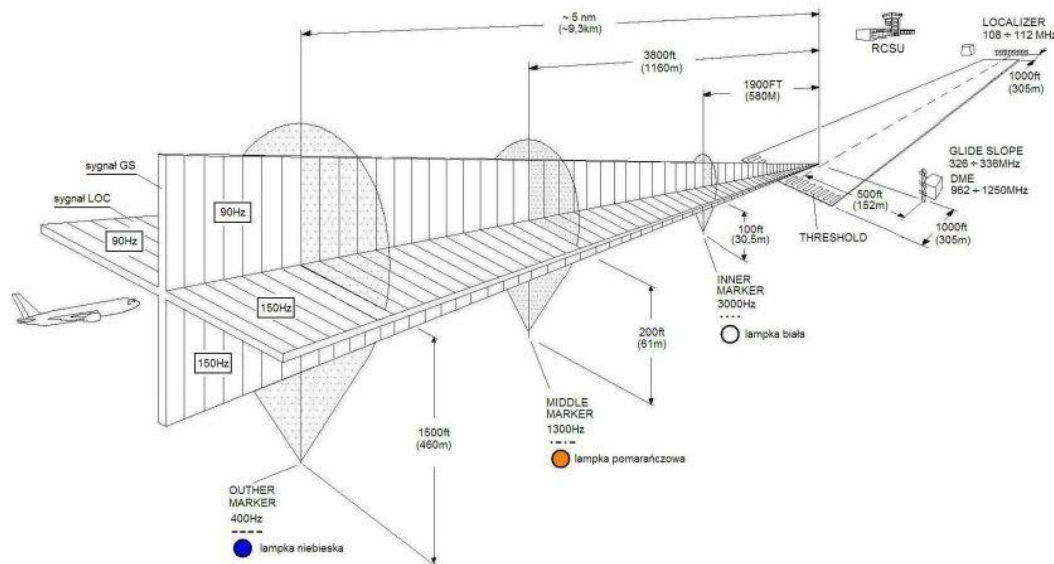 ~ 5 nm
(~9,3km)
3800ft
(1160m)
1900FT
(580M)
RCSU
LOCALIZER
108 ÷ 112 MHz
1000ft
(305m)
GLIDE SLOPE
326 ÷ 336MHz
DME
962 ÷ 1250MHz
500ft
(152m)
1000ft
(305m)
THRESHOLD
sygnał GS
sygnał LOC
90Hz
90Hz
150Hz
150Hz
100ft
(30,5m)
INNER
MARKER
3000Hz
lampka biała
200ft
(61m)
MIDDLE
MARKER
1300Hz
lampka pomarańczowa
1500ft
(460m)
OUTHER
MARKER
400Hz
lampka niebieska